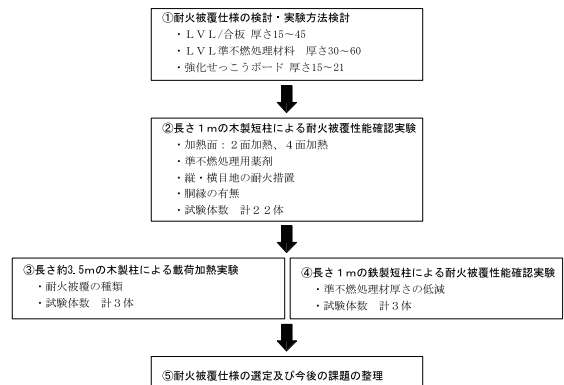 ①耐火被覆仕様の検討・実験方法検討
・ＬＶＬ/合板 厚さ15～45
・ＬＶＬ準不燃処理材料　厚さ30～60
・強化せっこうボード 厚さ15～21
②長さ１ｍの木製短柱による耐火被覆性能確認実験
・加熱面：２面加熱、４面加熱
・準不燃処理用薬剤
・縦・横目地の耐火措置
・胴縁の有無
・試験体数　計２２体
③長さ約3.5ｍの木製柱による載荷加熱実験
・耐火被覆の種類
・試験体数　計３体
④長さ１ｍの鉄製短柱による耐火被覆性能確認実験
・準不燃処理材厚さの低減
・試験体数　計３体
⑤耐火被覆仕様の選定及び今後の課題の整理